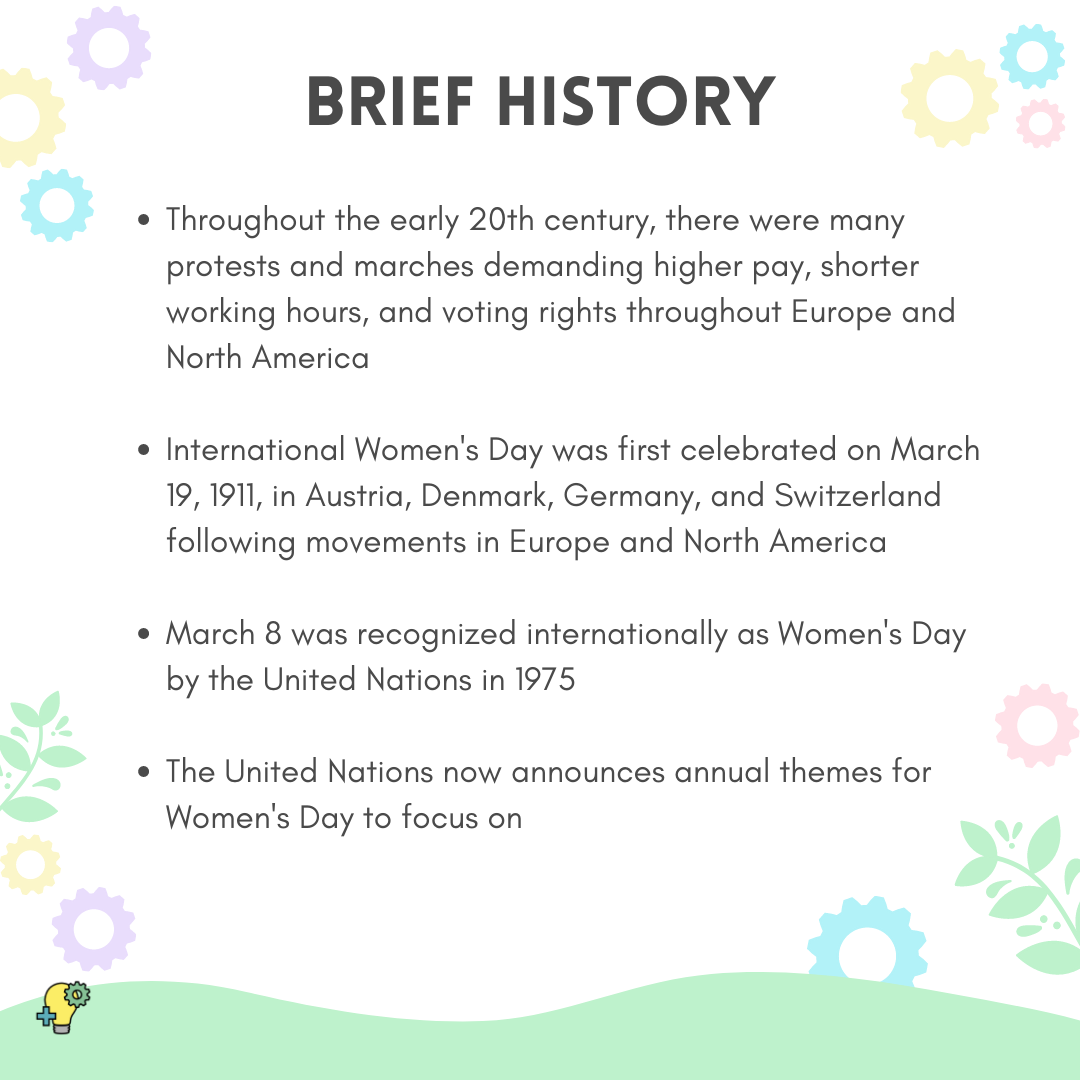 BRIEF HISTORY
• Throughout the early 20th century, there were many
protests and marches demanding higher pay, shorter
working hours, and voting rights throughout Europe and
North America
• International Women's Day was first celebrated on March
19, 1911, in Austria, Denmark, Germany, and Switzerland
following movements in Europe and North America
• March 8 was recognized internationally as Women's Day
by the United Nations in 1975
• The United Nations now announces annual themes for
Women's Day to focus on